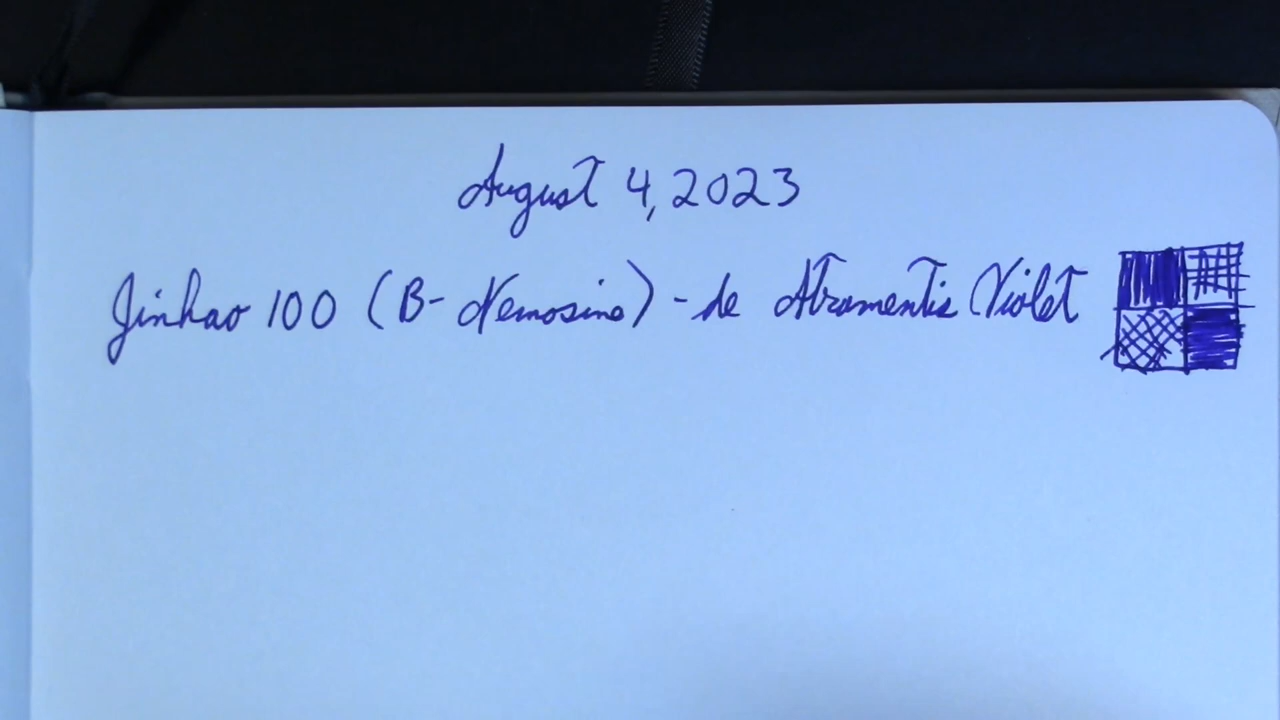 August 4, 2023
Jinhao 100 (B - Nemosine) - de Atramentis Violet